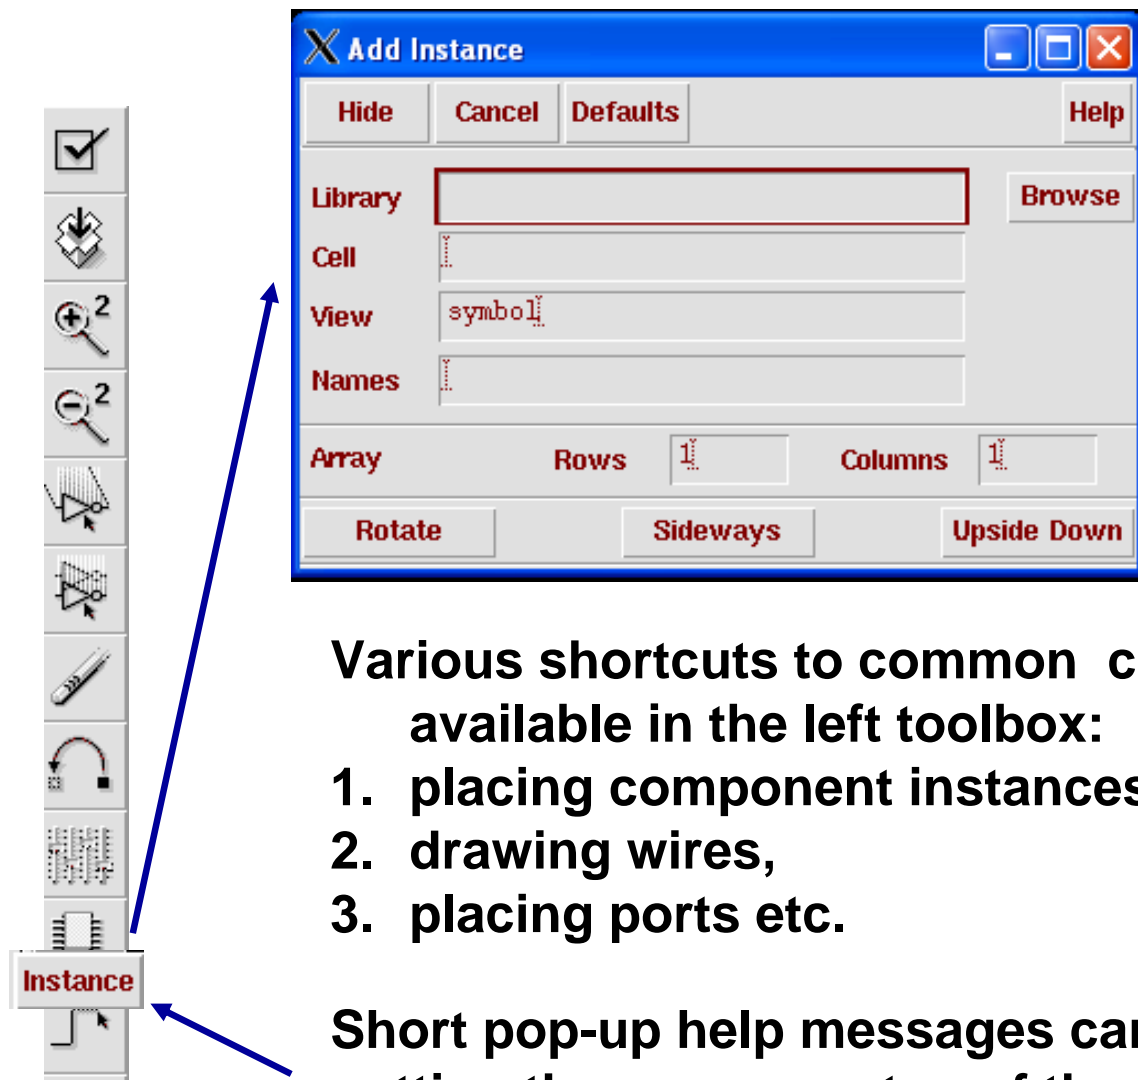 Add Instance
Hide Cancel Defaults Help
Library Browse
Cell
View symbol
Names
Array Rows 1 Columns 1
Rotate Sideways Upside Down
2
2
Instance
Various shortcuts to common c
available in the left toolbox:
1. placing component instances
2. drawing wires,
3. placing ports etc.
Short pop-up help messages can